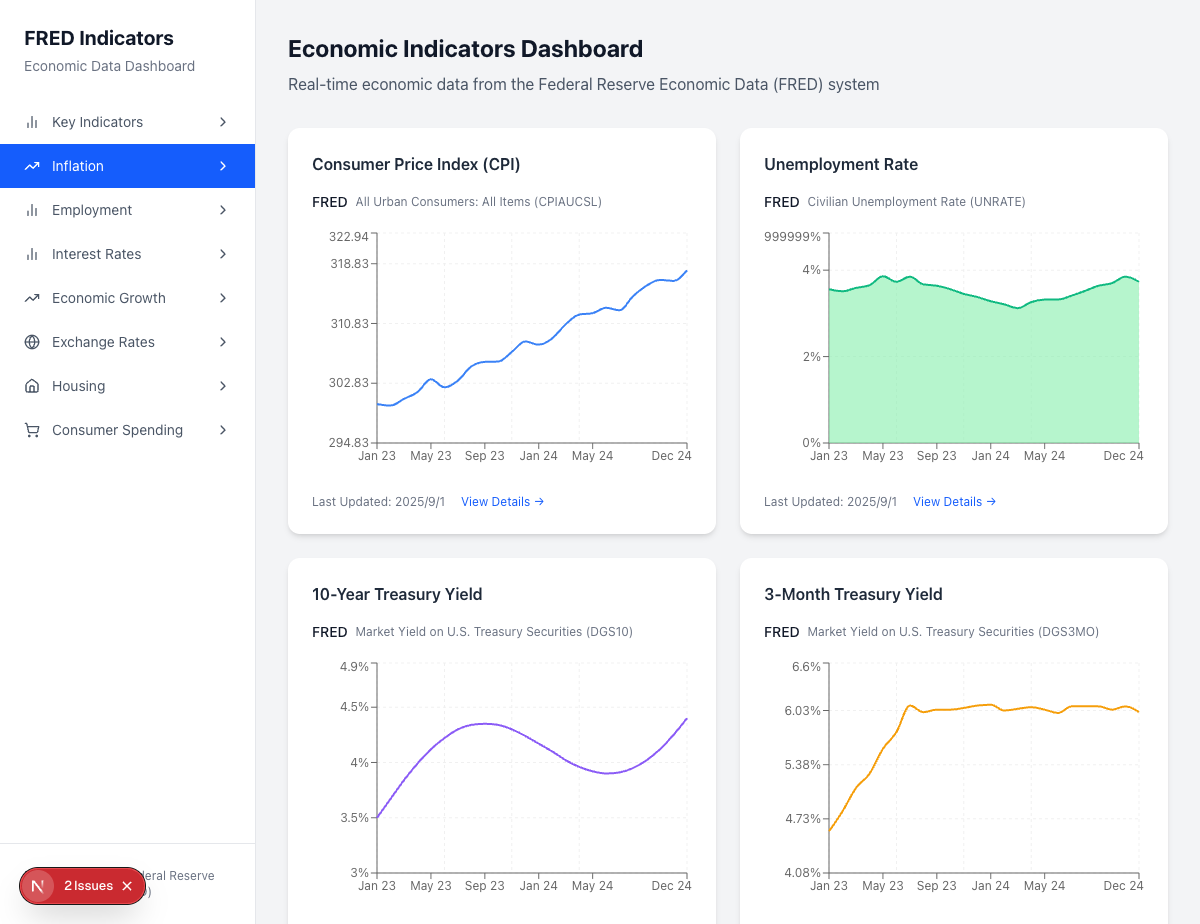 FRED Indicators
Economic Data Dashboard
Key Indicators
Inflation
Employment
Interest Rates
Economic Growth
Exchange Rates
Housing
Consumer Spending
deral Reserve
)
N 2 Issues
Economic Indicators Dashboard
Real-time economic data from the Federal Reserve Economic Data (FRED) system
Consumer Price Index (CPI)
FRED All Urban Consumers: All Items (CPIAUCSL)
322.94
318.83
310.83
302.83
294.83
Jan 23 May 23 Sep 23 Jan 24 May 24 Dec 24
Last Updated: 2025/9/1 View Details →
Unemployment Rate
FRED Civilian Unemployment Rate (UNRATE)
999999%
4%
2%
0%
Jan 23 May 23 Sep 23 Jan 24 May 24 Dec 24
Last Updated: 2025/9/1 View Details →
10-Year Treasury Yield
FRED Market Yield on U.S. Treasury Securities (DGS10)
4.9%
4.5%
4%
3.5%
3%
Jan 23 May 23 Sep 23 Jan 24 May 24 Dec 24
3-Month Treasury Yield
FRED Market Yield on U.S. Treasury Securities (DGS3MO)
6.6%
6.03%
5.38%
4.73%
4.08%
Jan 23 May 23 Sep 23 Jan 24 May 24 Dec 24